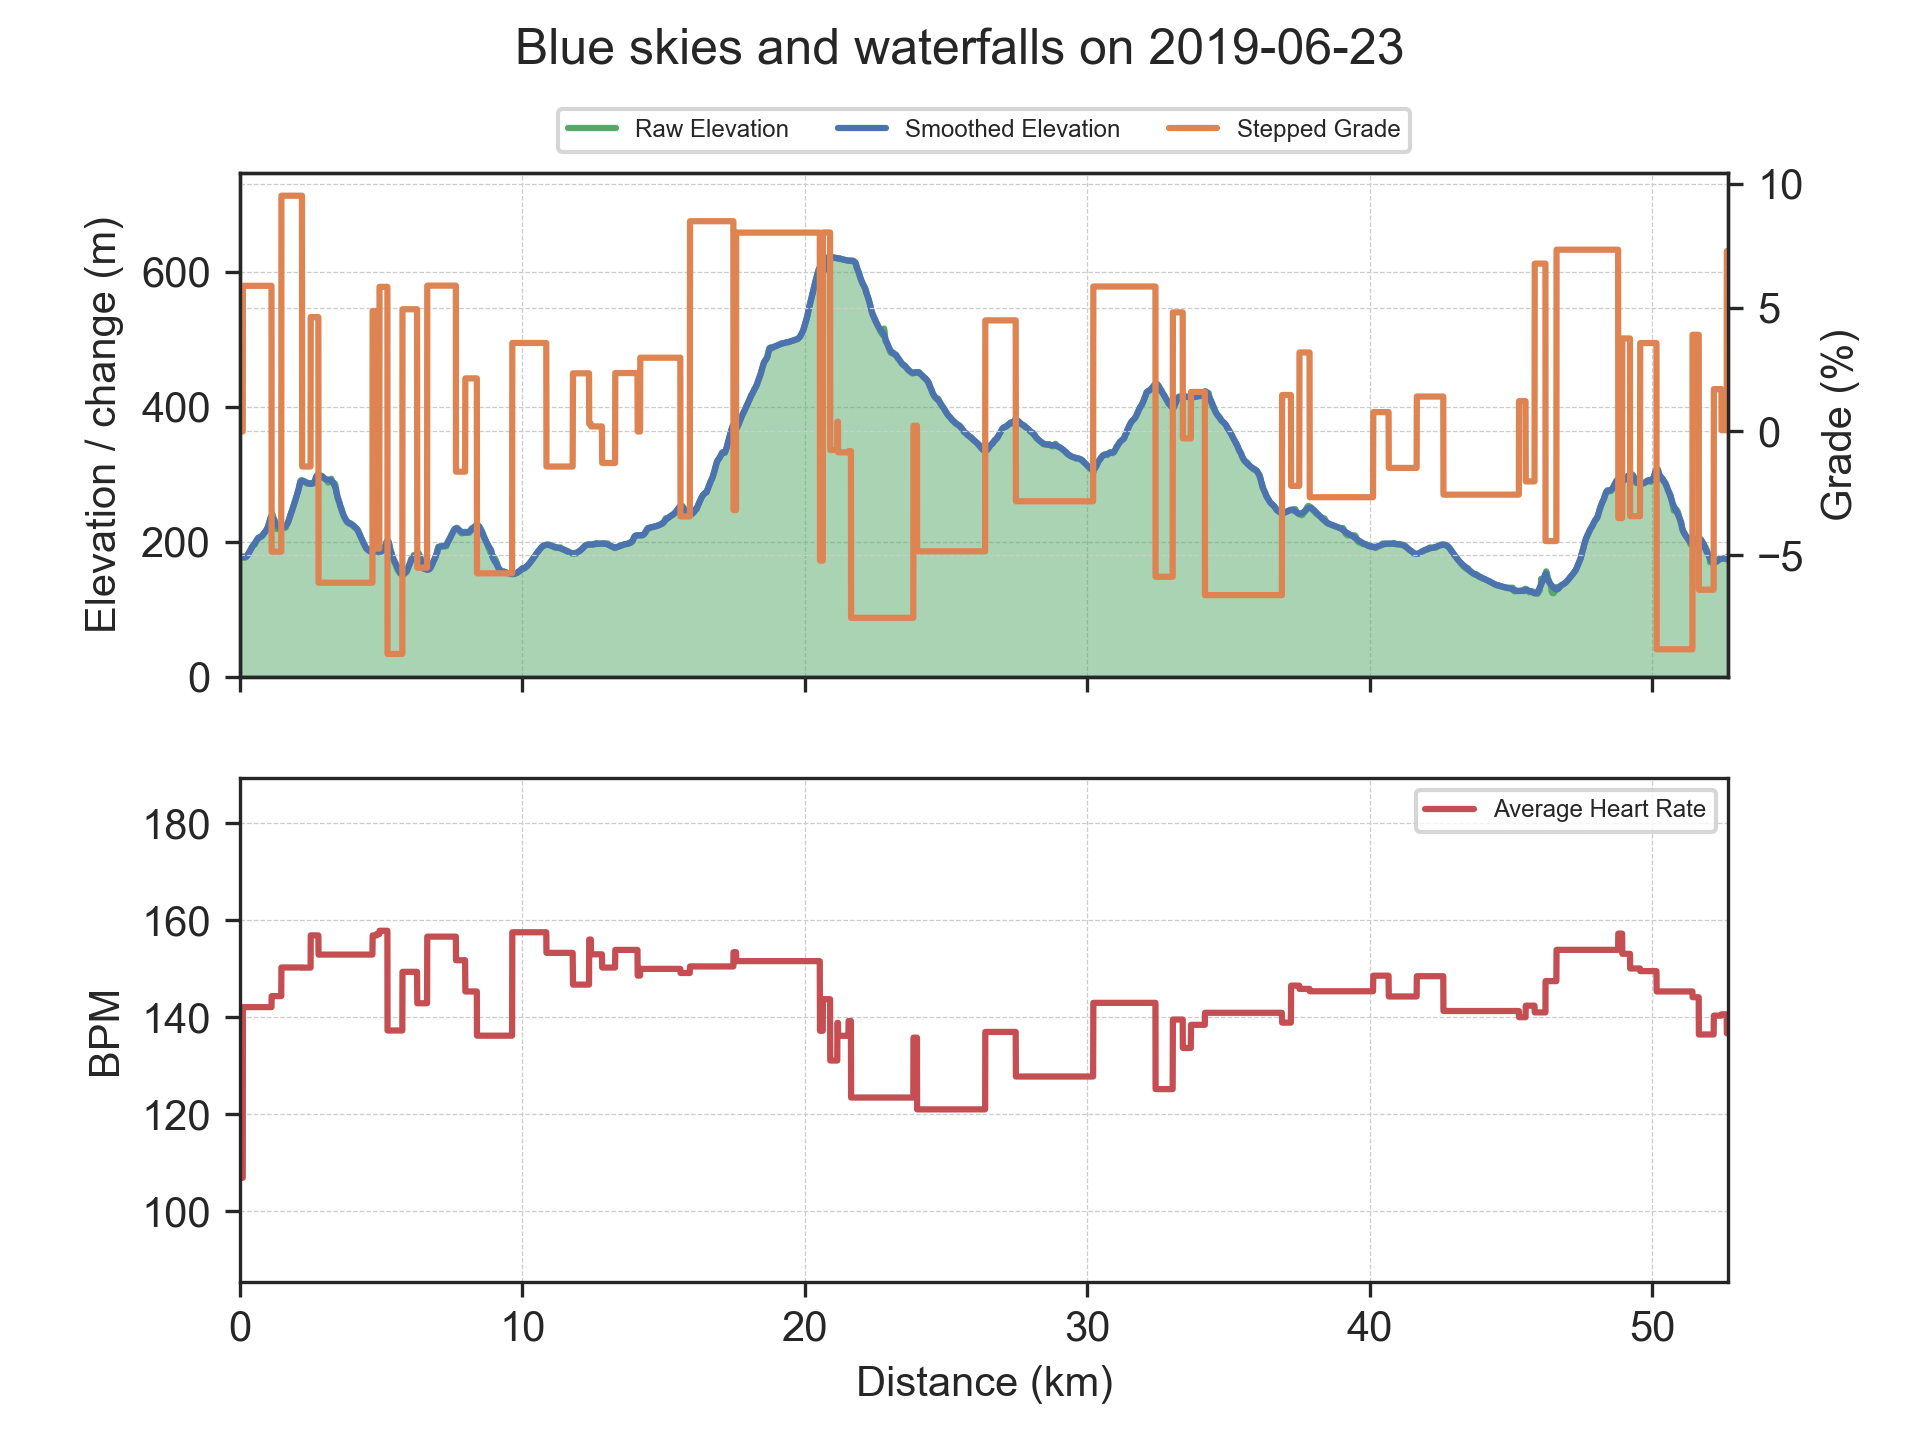 Blue skies and waterfalls on 2019-06-23
Raw Elevation Smoothed Elevation Stepped Grade
Elevation / change (m)
600
400
200
0
10
5
0
−5
Grade (%)
Average Heart Rate
BPM
180
160
140
120
100
0 10 20 30 40 50
Distance (km)